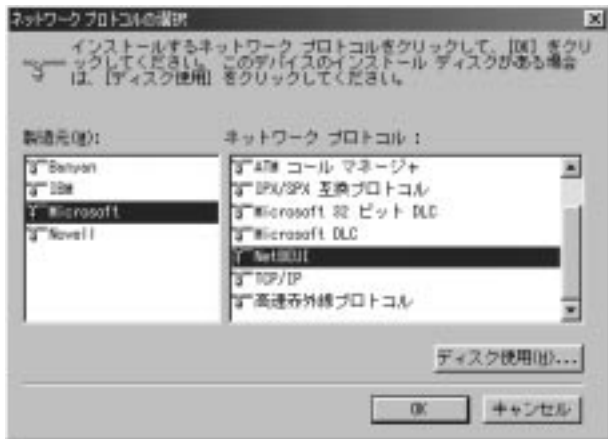 ネットワーク プロトコルの選択
インストールするネットワーク プロトコルをクリックして、[OK] をクリ
ックしてください。このデバイスのインストール ディスクがある場合
は、[ディスク使用] をクリックしてください。
製造元(M):
ネットワーク プロトコル :
Banyan
IBM
Microsoft
Novell
ATM コール マネージャ
IPX/SPX 互換プロトコル
Microsoft 32 ビット DLC
Microsoft DLC
NetBEUI
TCP/IP
高速赤外線プロトコル
ディスク使用(H)...
OK
キャンセル